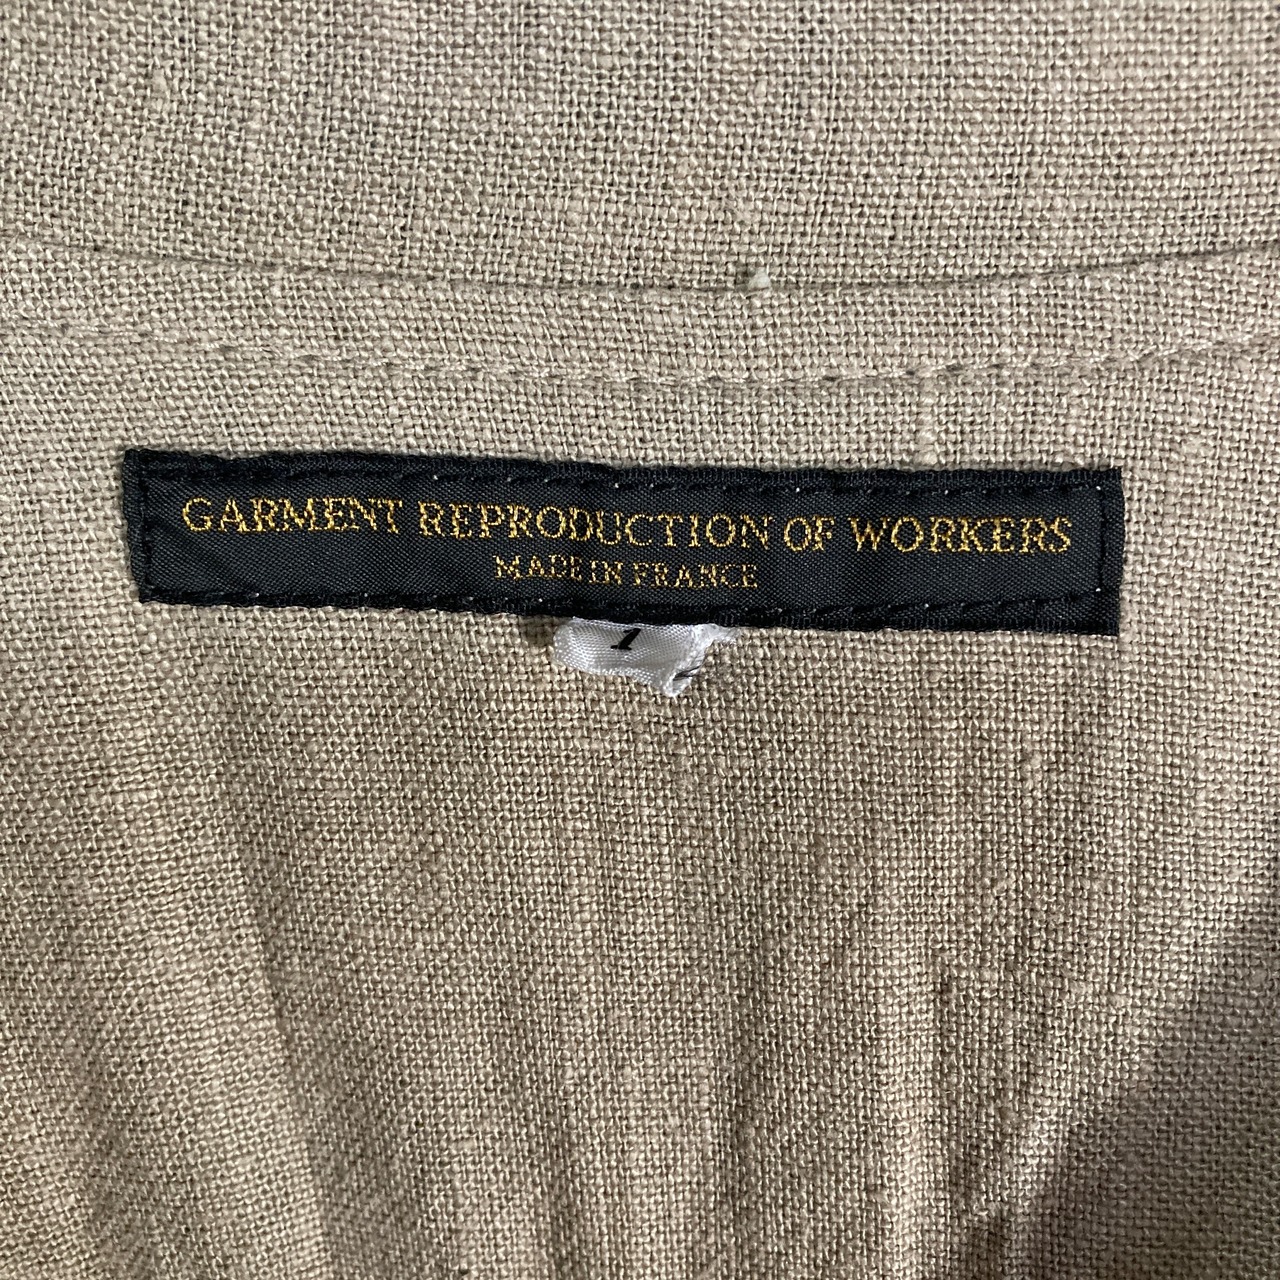 GARMENT REPRODUCTION OF WORKERS
MADE IN FRANCE
1